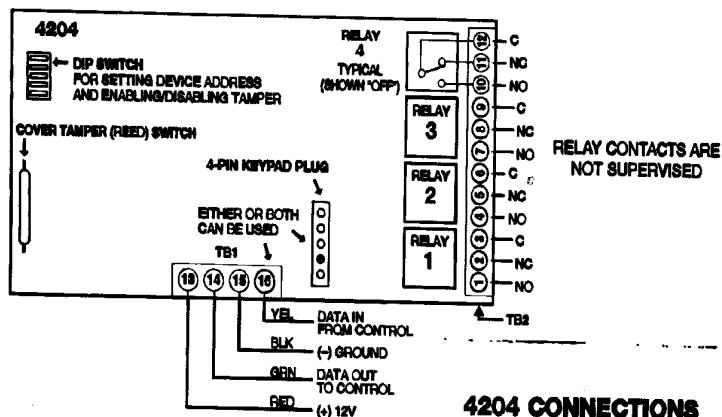 4204
DIP SWITCH
FOR SETTING DEVICE ADDRESS
AND ENABLING/DISABLING TAMPER
COVER TAMPER (REED) SWITCH
4-PIN KEYPAD PLUG
EITHER OR BOTH
CAN BE USED
TB1
13 14 15 16
YEL DATA IN
FROM CONTROL
BLK (–) GROUND
GRN DATA OUT
TO CONTROL
RED (+) 12V
RELAY
4
TYPICAL
(SHOWN "OFF")
RELAY
3
RELAY
2
RELAY
1
12 C
11 NC
10 NO
9 C
8 NC
7 NO
6 C
5 NC
4 NO
3 C
2 NC
1 NO
TB2
RELAY CONTACTS ARE
NOT SUPERVISED
4204 CONNECTIONS